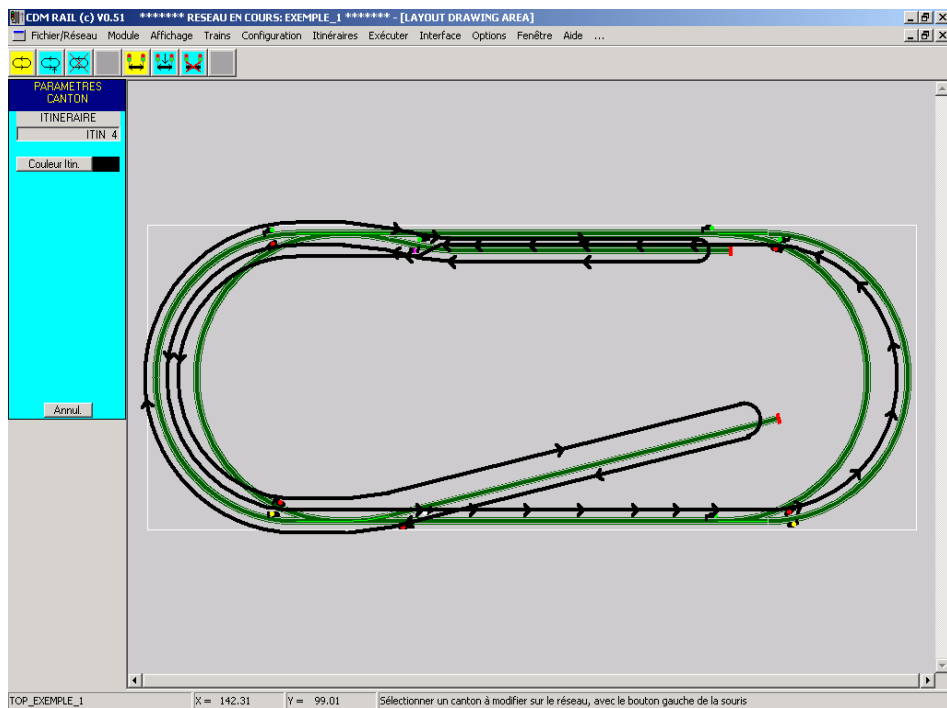 CDM RAIL (c) V0.51 ******* RESEAU EN COURS: EXEMPLE_1 ******* - [LAYOUT DRAWING AREA]
Fichier/Réseau Module Affichage Trains Configuration Itinéraires Exécuter Interface Options Fenêtre Aide ...
PARAMETRES
CANTON
ITINERAIRE
ITIN 4
Couleur Itin.
Annul.
TOP_EXEMPLE_1 X = 142.31 Y = 99.01 Sélectionner un canton à modifier sur le réseau, avec le bouton gauche de la souris